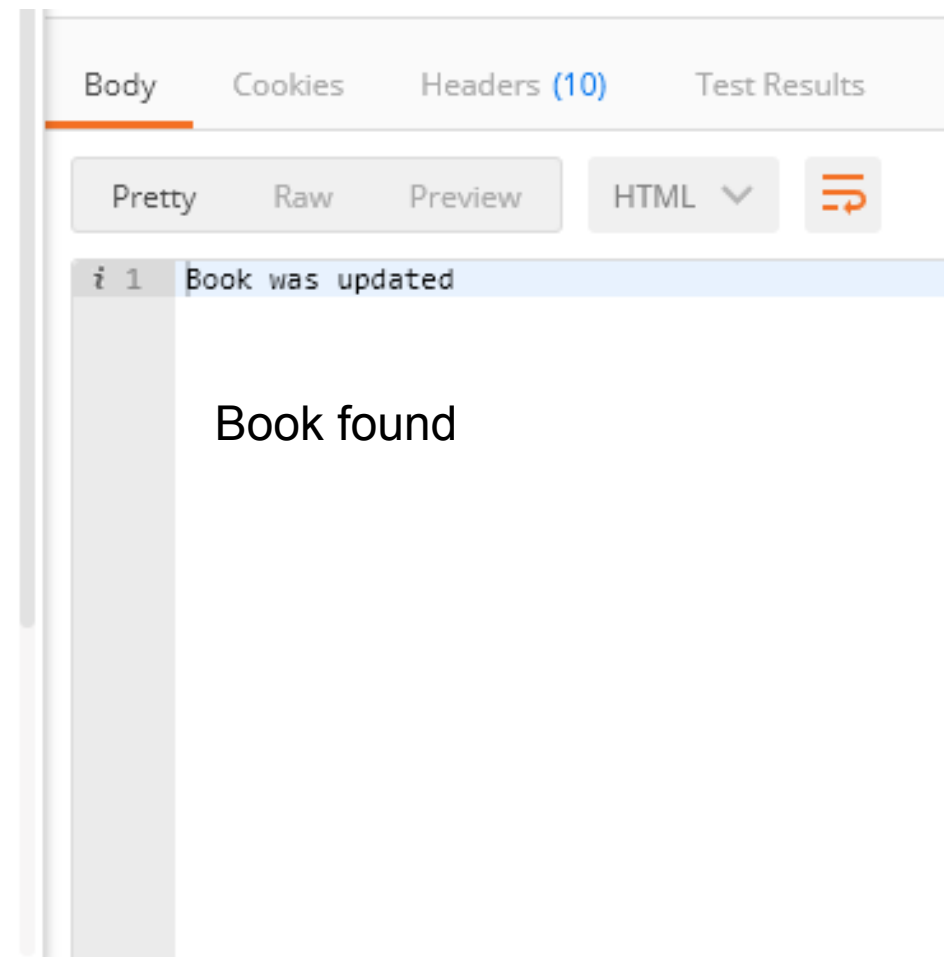 Body Cookies Headers (10) Test Results
Pretty Raw Preview HTML
i 1 Book was updated
Book found